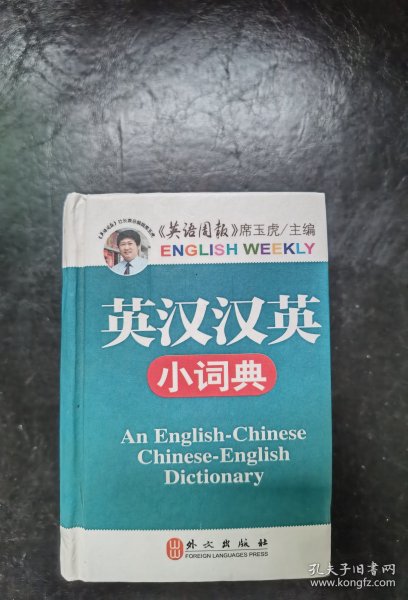 《英语周报》席玉虎/主编
ENGLISH WEEKLY
英汉汉英
小词典
An English-Chinese
Chinese-English
Dictionary
外文出版社
FOREIGN LANGUAGES PRESS
孔夫子旧书网
www.kongfz.com